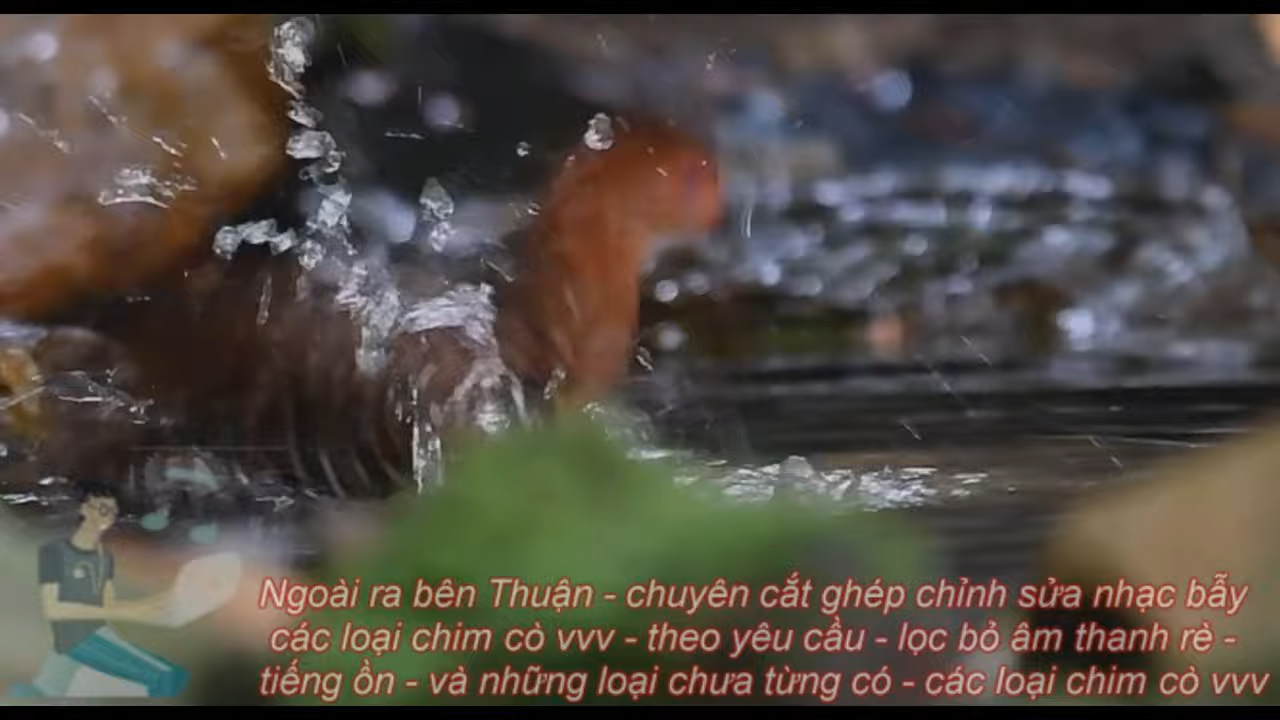 Ngoài ra bên Thuận - chuyên cắt ghép chỉnh sửa nhạc bẫy
các loại chim cò vvv - theo yêu cầu - lọc bỏ âm thanh rè -
tiếng ồn - và những loại chưa từng có - các loại chim cò vvv